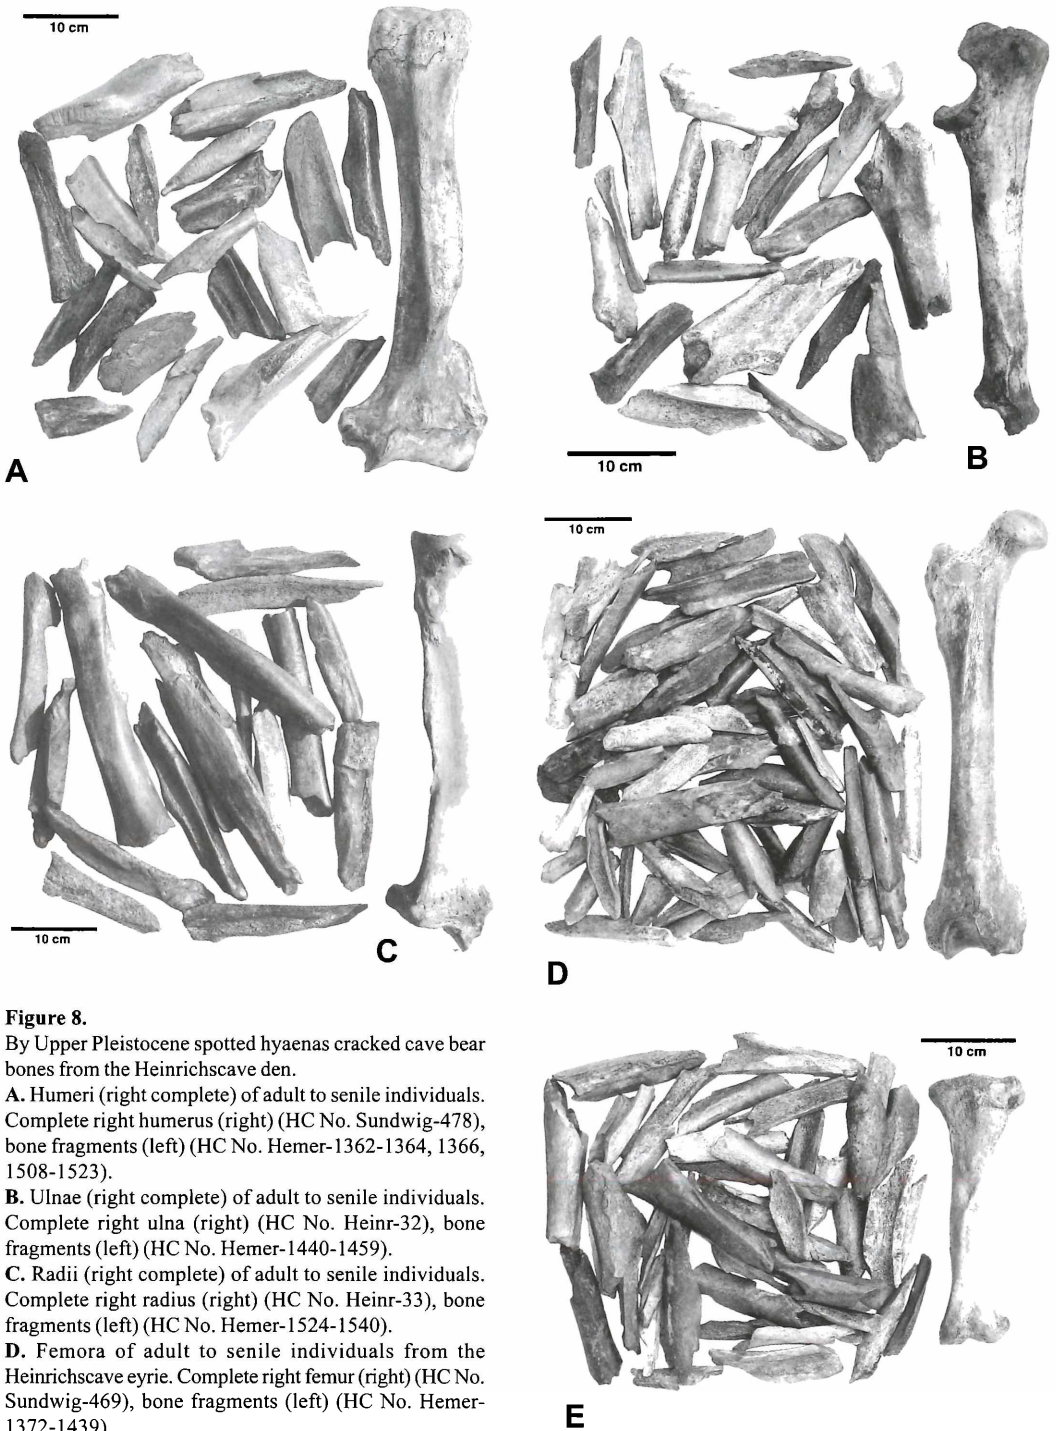 10 cm
A
10 cm
B
10 cm
C
10 cm
D
Figure 8.
By Upper Pleistocene spotted hyaenas cracked cave bear
bones from the Heinrichscave den.
A. Humeri (right complete) of adult to senile individuals.
Complete right humerus (right) (HC No. Sundwig-478),
bone fragments (left) (HC No. Hemer-1362-1364, 1366,
1508-1523).
B. Ulnae (right complete) of adult to senile individuals.
Complete right ulna (right) (HC No. Heinr-32), bone
fragments (left) (HC No. Hemer-1440-1459).
C. Radii (right complete) of adult to senile individuals.
Complete right radius (right) (HC No. Heinr-33), bone
fragments (left) (HC No. Hemer-1524-1540).
D. Femora of adult to senile individuals from the
Heinrichscave eyrie. Complete right femur (right) (HC No.
Sundwig-469), bone fragments (left) (HC No. Hemer-
1372-1439)
10 cm
E